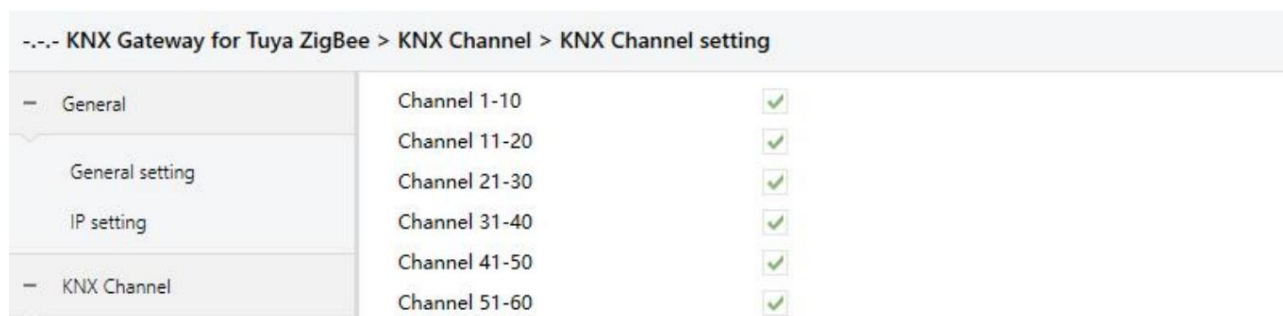 -.-.- KNX Gateway for Tuya ZigBee > KNX Channel > KNX Channel setting
General
General setting
IP setting
KNX Channel
Channel 1-10
Channel 11-20
Channel 21-30
Channel 31-40
Channel 41-50
Channel 51-60